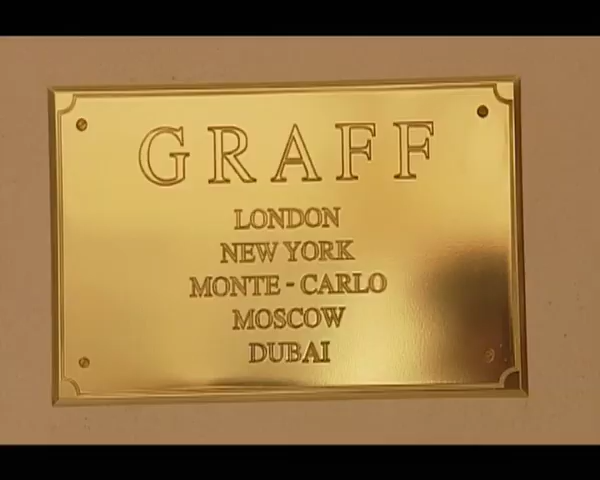 GRAFF
LONDON
NEW YORK
MONTE - CARLO
MOSCOW
DUBAI